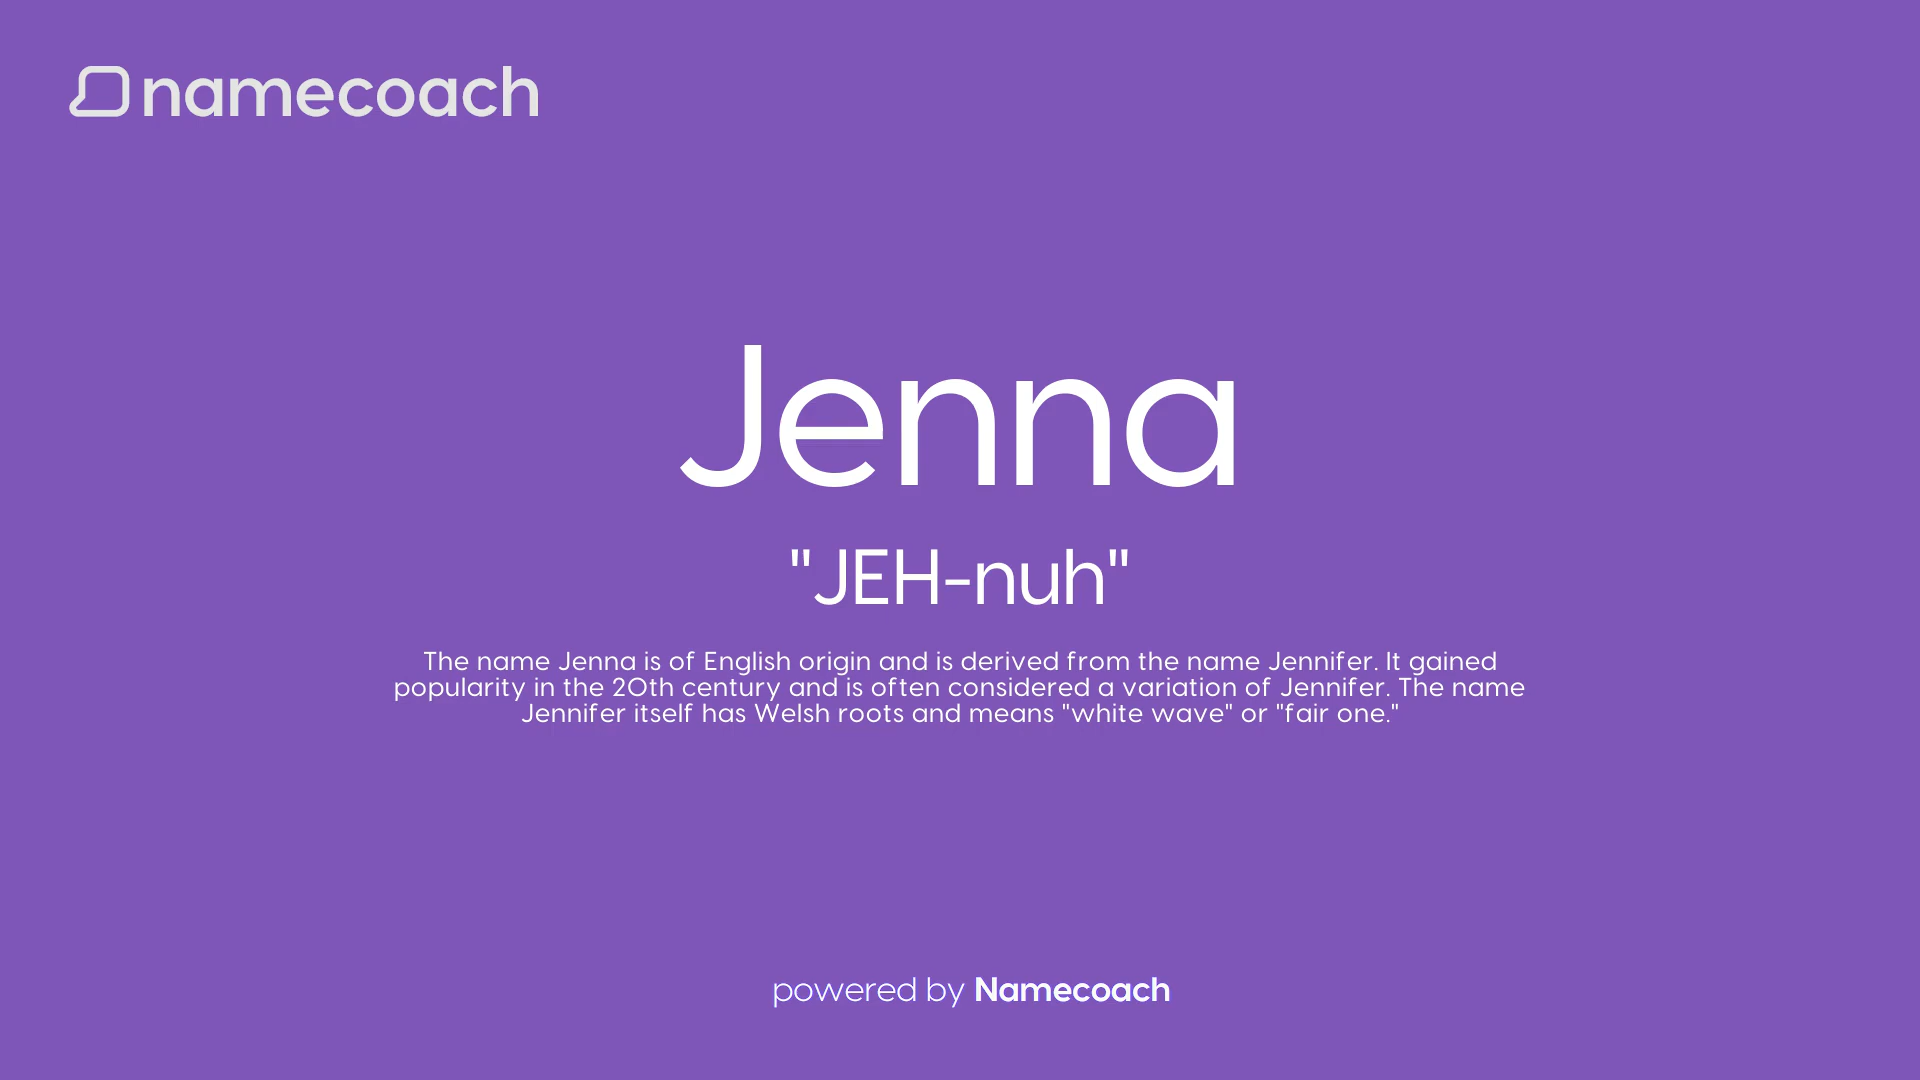 namecoach
Jenna
"JEH-nuh"
The name Jenna is of English origin and is derived from the name Jennifer. It gained
popularity in the 20th century and is often considered a variation of Jennifer. The name
Jennifer itself has Welsh roots and means "white wave" or "fair one."
powered by Namecoach